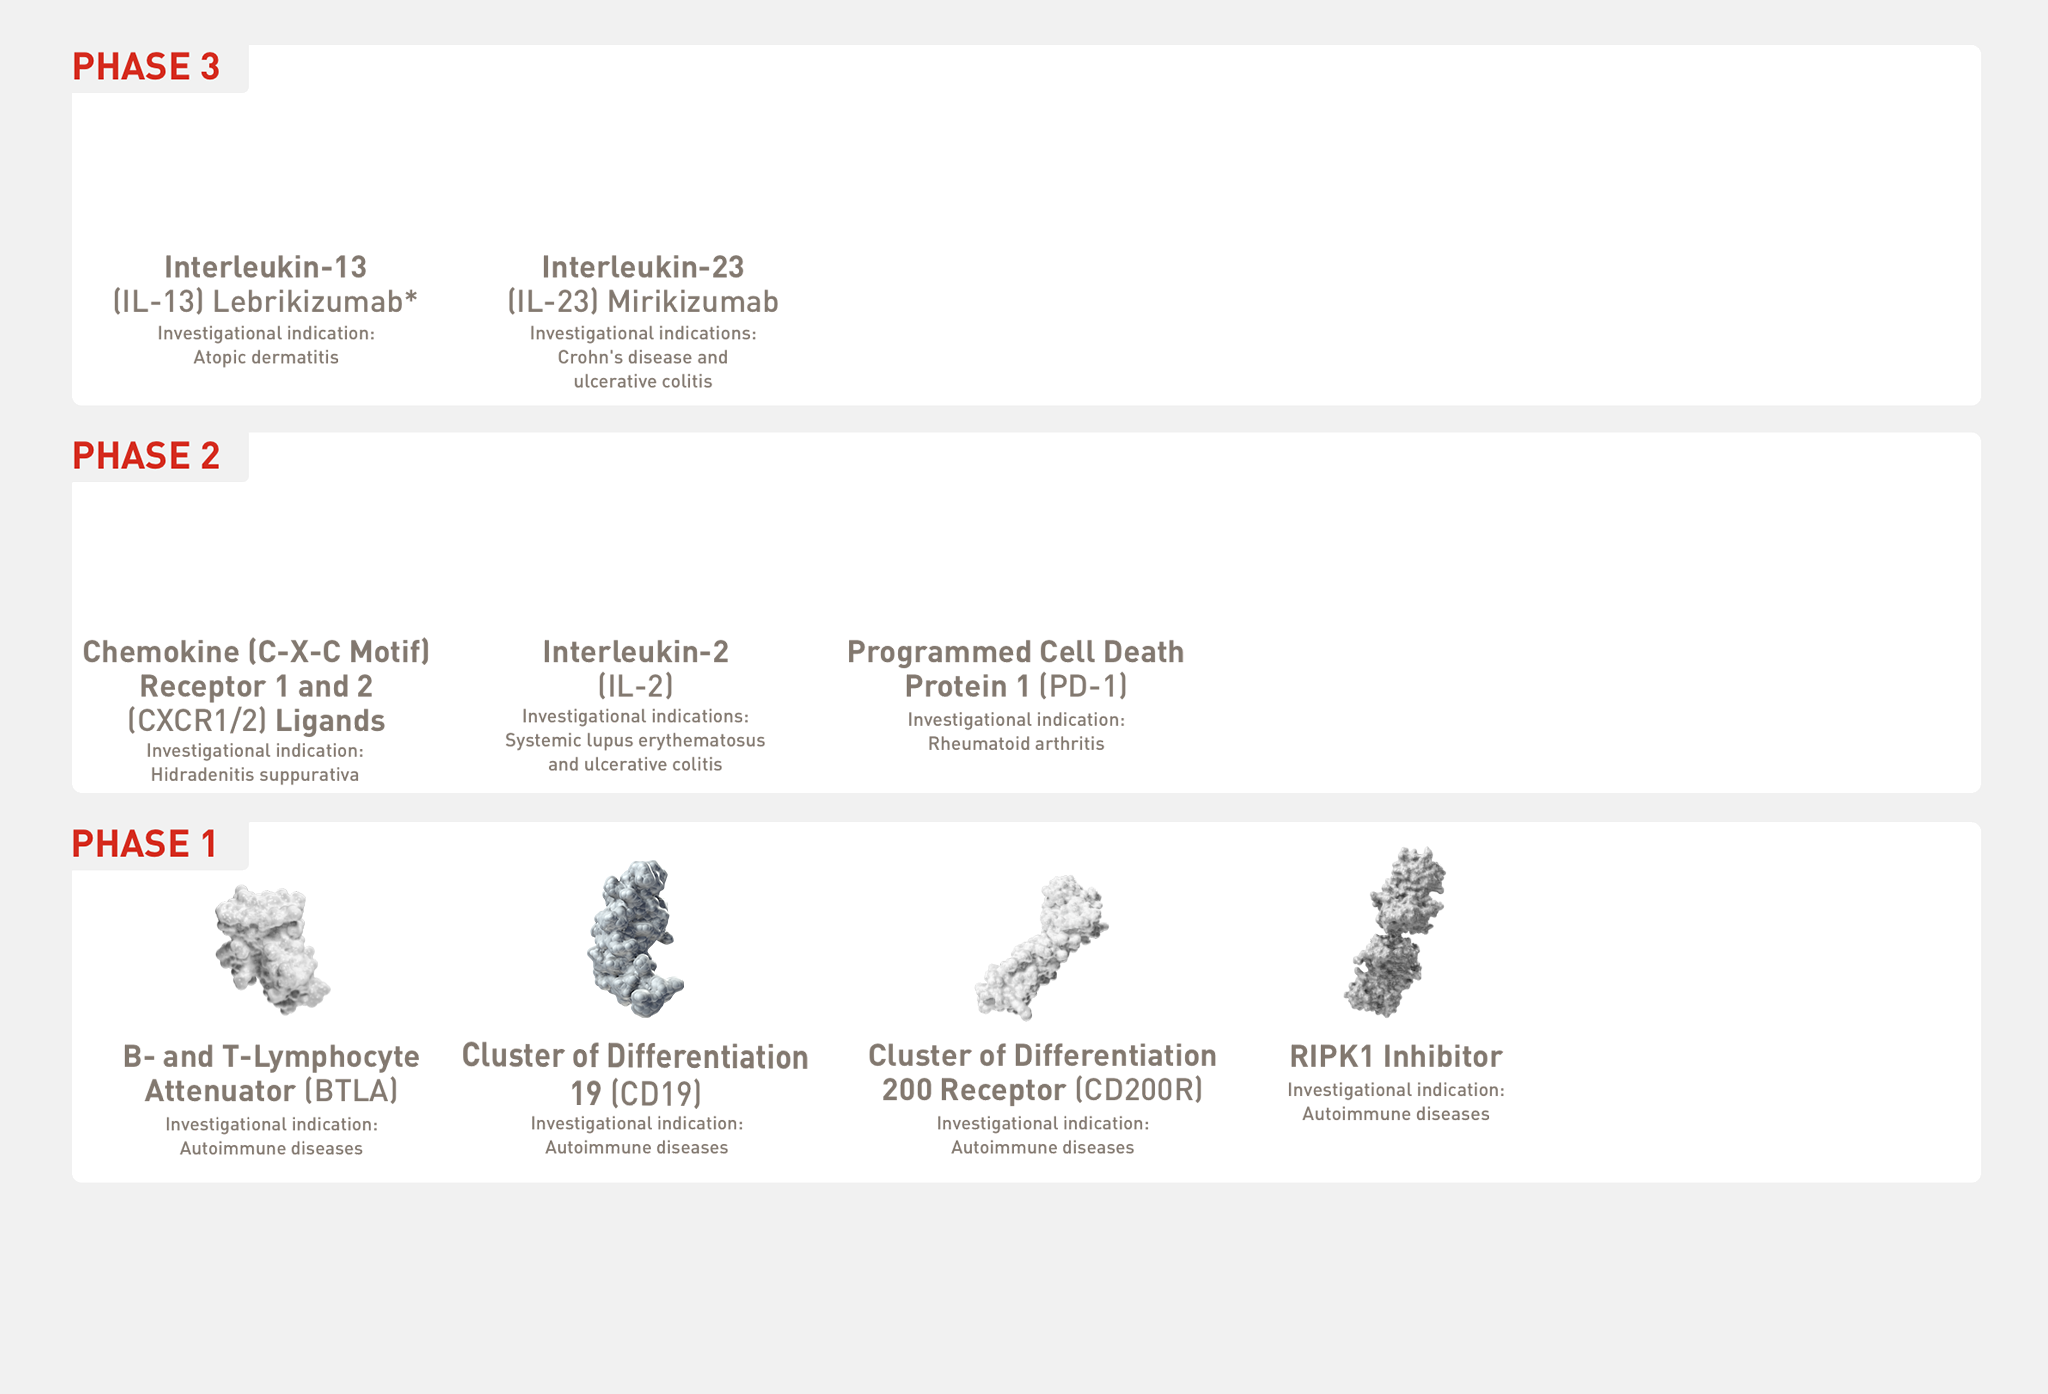 PHASE 3
Interleukin-13
(IL-13) Lebrikizumab*
Investigational indication:
Atopic dermatitis
Interleukin-23
(IL-23) Mirikizumab
Investigational indications:
Crohn's disease and
ulcerative colitis
PHASE 2
Chemokine (C-X-C Motif)
Receptor 1 and 2
(CXCR1/2) Ligands
Investigational indication:
Hidradenitis suppurativa
Interleukin-2
(IL-2)
Investigational indications:
Systemic lupus erythematosus
and ulcerative colitis
Programmed Cell Death
Protein 1 (PD-1)
Investigational indication:
Rheumatoid arthritis
PHASE 1
B- and T-Lymphocyte
Attenuator (BTLA)
Investigational indication:
Autoimmune diseases
Cluster of Differentiation
19 (CD19)
Investigational indication:
Autoimmune diseases
Cluster of Differentiation
200 Receptor (CD200R)
Investigational indication:
Autoimmune diseases
RIPK1 Inhibitor
Investigational indication:
Autoimmune diseases